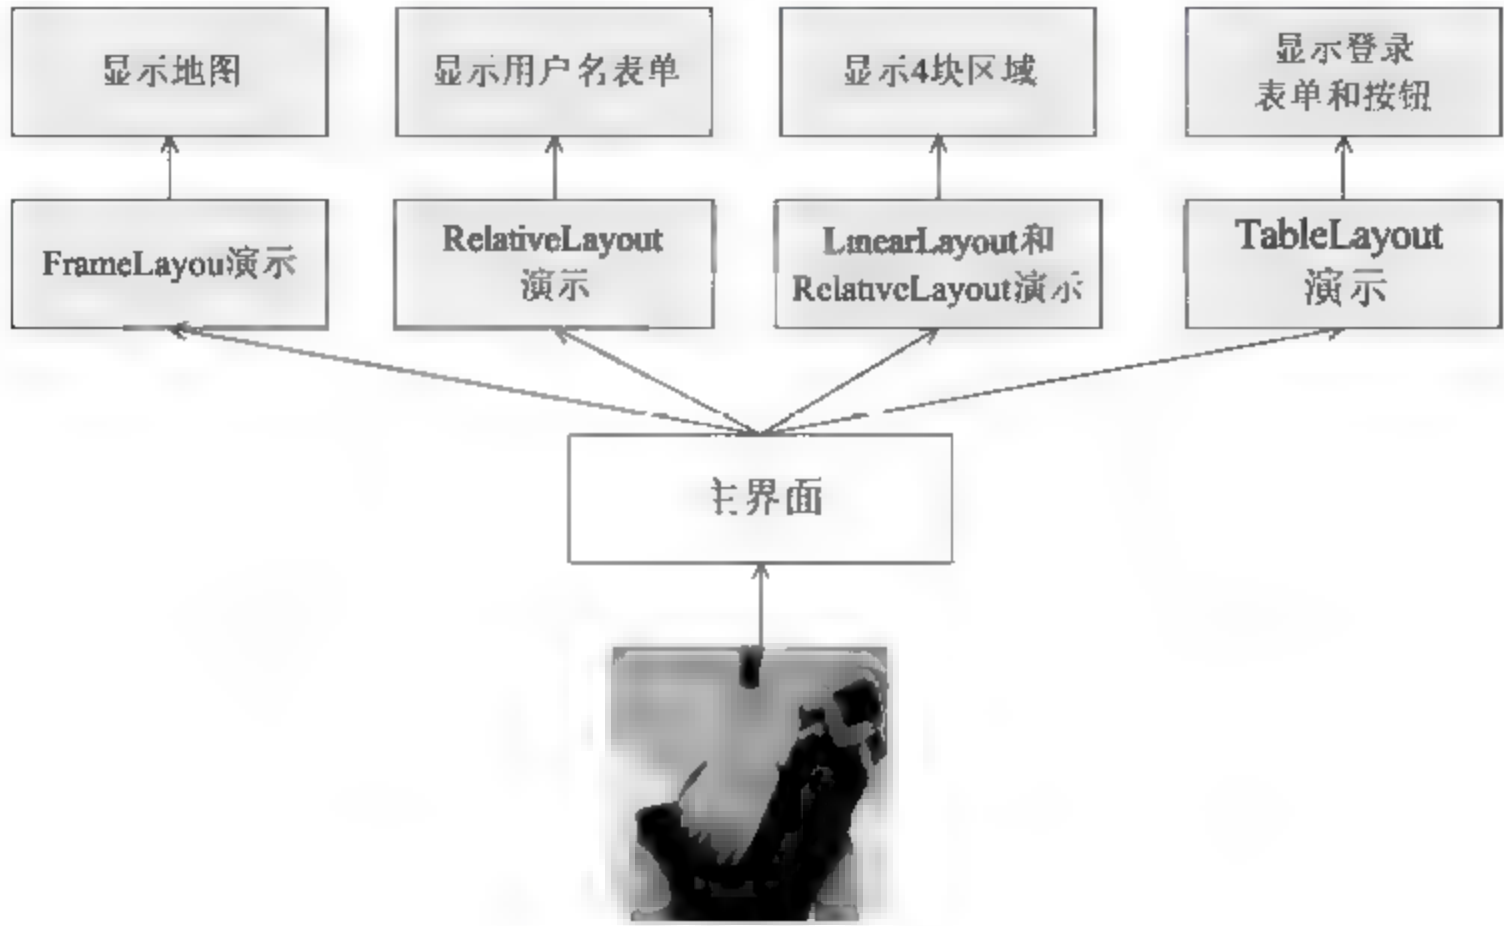 显示地图
显示用户名表单
显示4块区域
显示登录
表单和按钮
FrameLayou演示
RelativeLayout
演示
LinearLayout和
RelativeLayout演示
TableLayout
演示
主界面